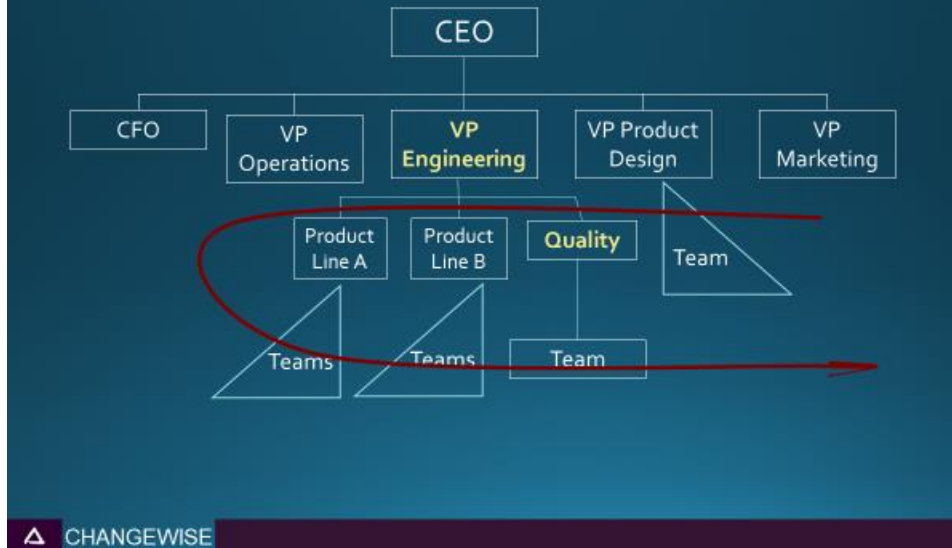 CEO
CFO
VP
Operations
VP
Engineering
VP Product
Design
VP
Marketing
Product
Line A
Product
Line B
Quality
Team
Teams
Teams
Team
CHANGEWISE